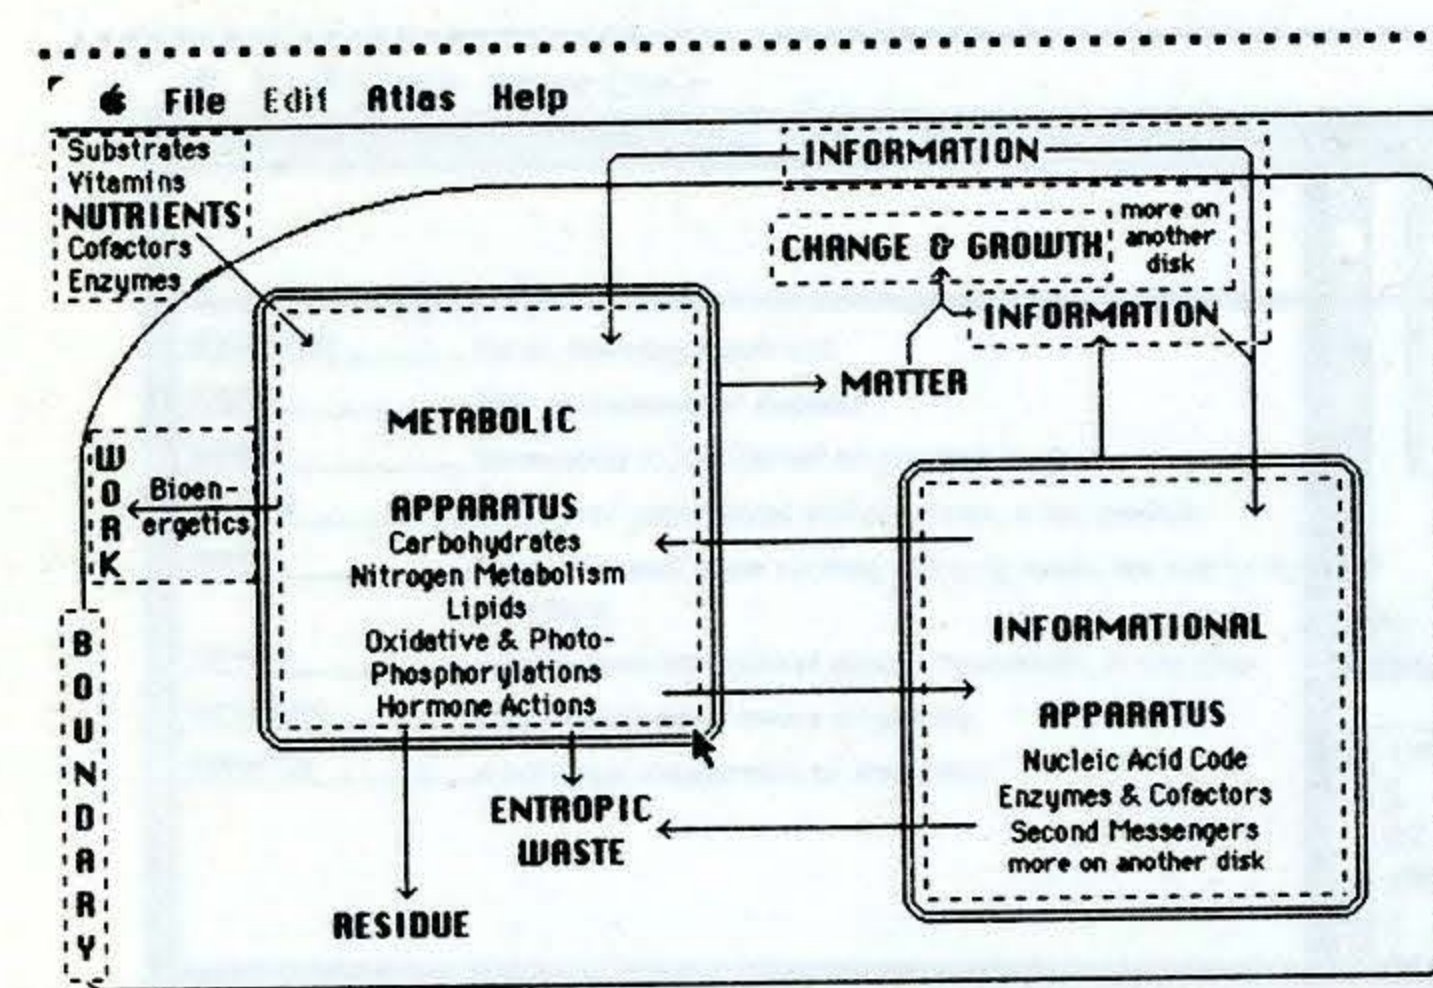 File Edit Atlas Help
Substrates
Vitamins
NUTRIENTS
Cofactors
Enzymes
INFORMATION
CHANGE & GROWTH
more on
another
disk
INFORMATION
MATTER
WORK
Bioen-
ergetics
METABOLIC
APPARATUS
Carbohydrates
Nitrogen Metabolism
Lipids
Oxidative & Photo-
Phosphorylations
Hormone Actions
BOUNDARY
ENTROPIC
WASTE
RESIDUE
INFORMATIONAL
APPARATUS
Nucleic Acid Code
Enzymes & Cofactors
Second Messengers
more on another disk